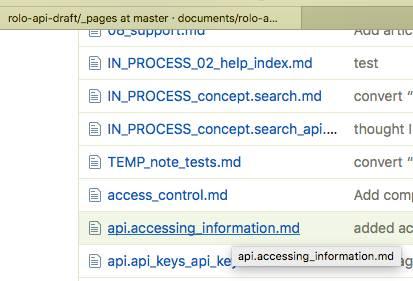 rolo-api-draft/_pages at master · documents/rolo-a...
08_support.md Add artic
IN_PROCESS_02_help_index.md test
IN_PROCESS_concept.search.md convert “
IN_PROCESS_concept.search_api.... thought I
TEMP_note_tests.md convert “
access_control.md Add comp
api.accessing_information.md added ac
api.api_keys_api_ke
api.accessing_information.md